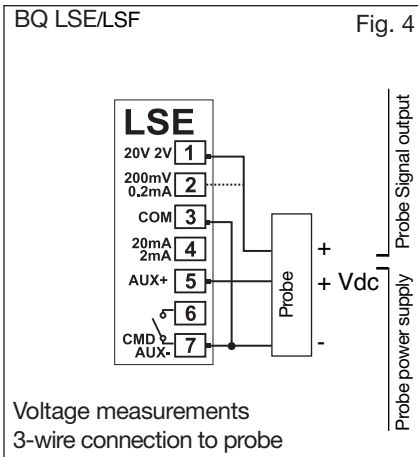 BQ LSE/LSF
Fig. 4
LSE
20V 2V 1
200mV
0.2mA 2
COM 3
20mA
2mA 4
AUX+ 5
6
CMD
AUX- 7
Probe
+
+ Vdc
-
Probe Signal output
Probe power supply
Voltage measurements
3-wire connection to probe